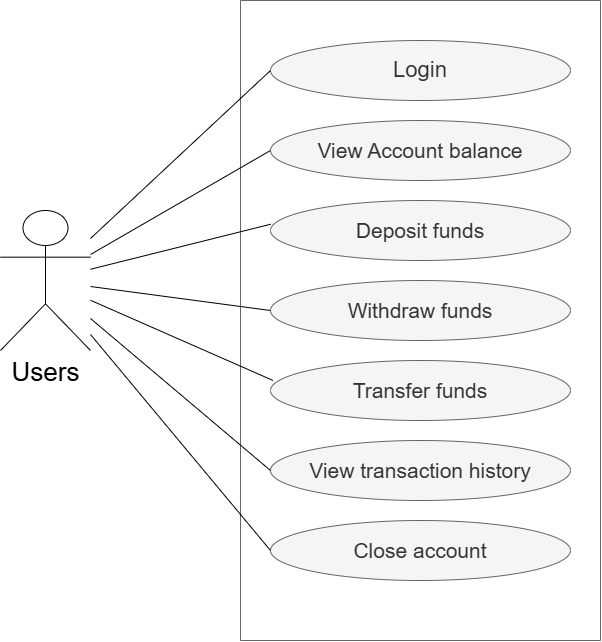 Login
View Account balance
Deposit funds
Withdraw funds
Users
Transfer funds
View transaction history
Close account